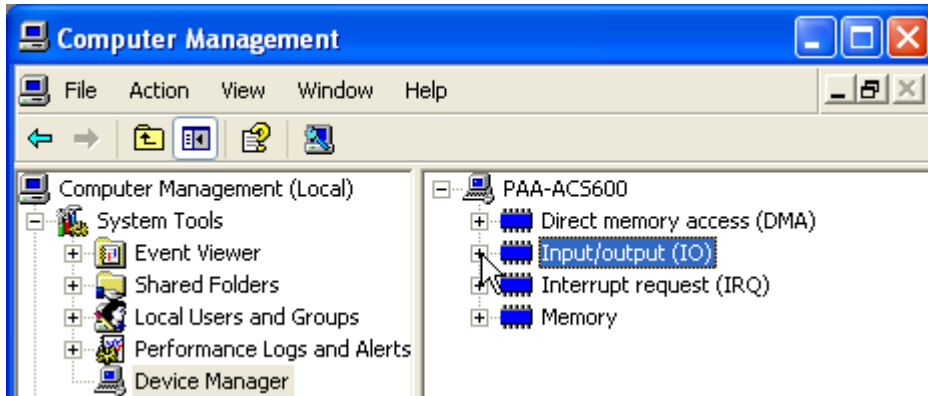 Computer Management
File Action View Window Help
Computer Management (Local)
System Tools
Event Viewer
Shared Folders
Local Users and Groups
Performance Logs and Alerts
Device Manager
PAA-ACS600
Direct memory access (DMA)
Input/output (IO)
Interrupt request (IRQ)
Memory